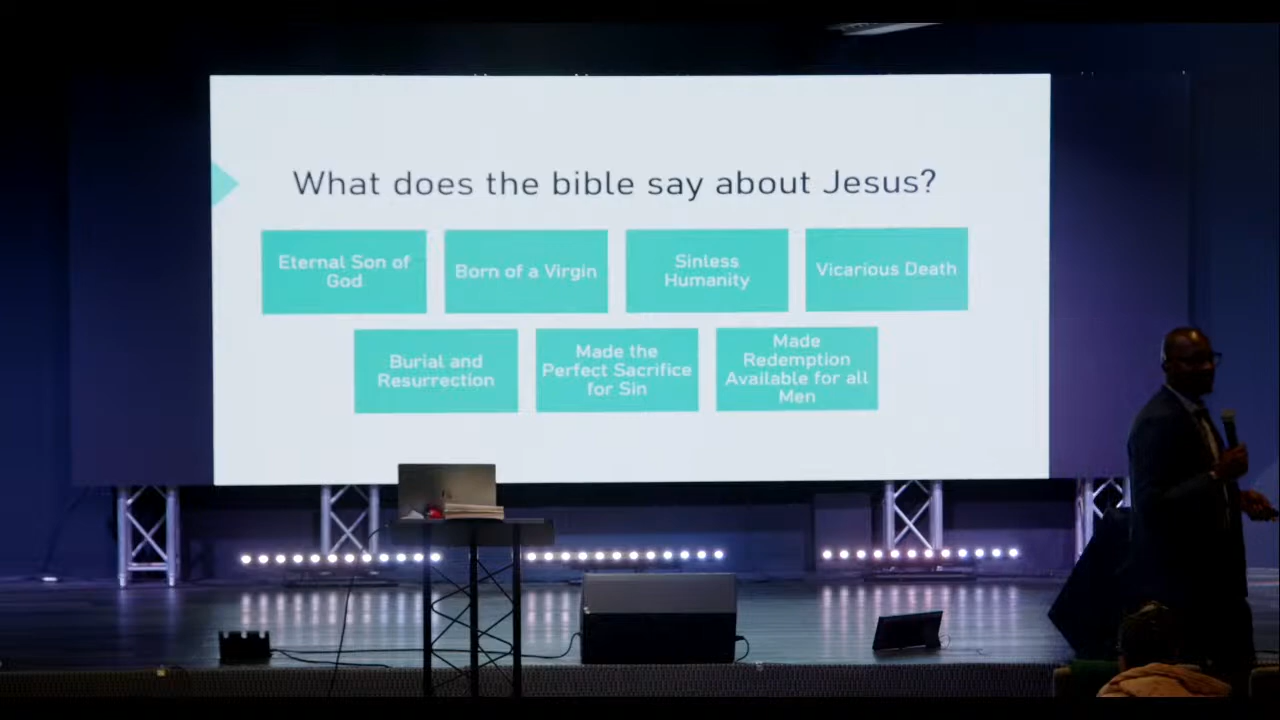 What does the bible say about Jesus?
Eternal Son of
God
Born of a Virgin
Sinless
Humanity
Vicarious Death
Burial and
Resurrection
Made the
Perfect Sacrifice
for Sin
Made
Redemption
Available for all
Men